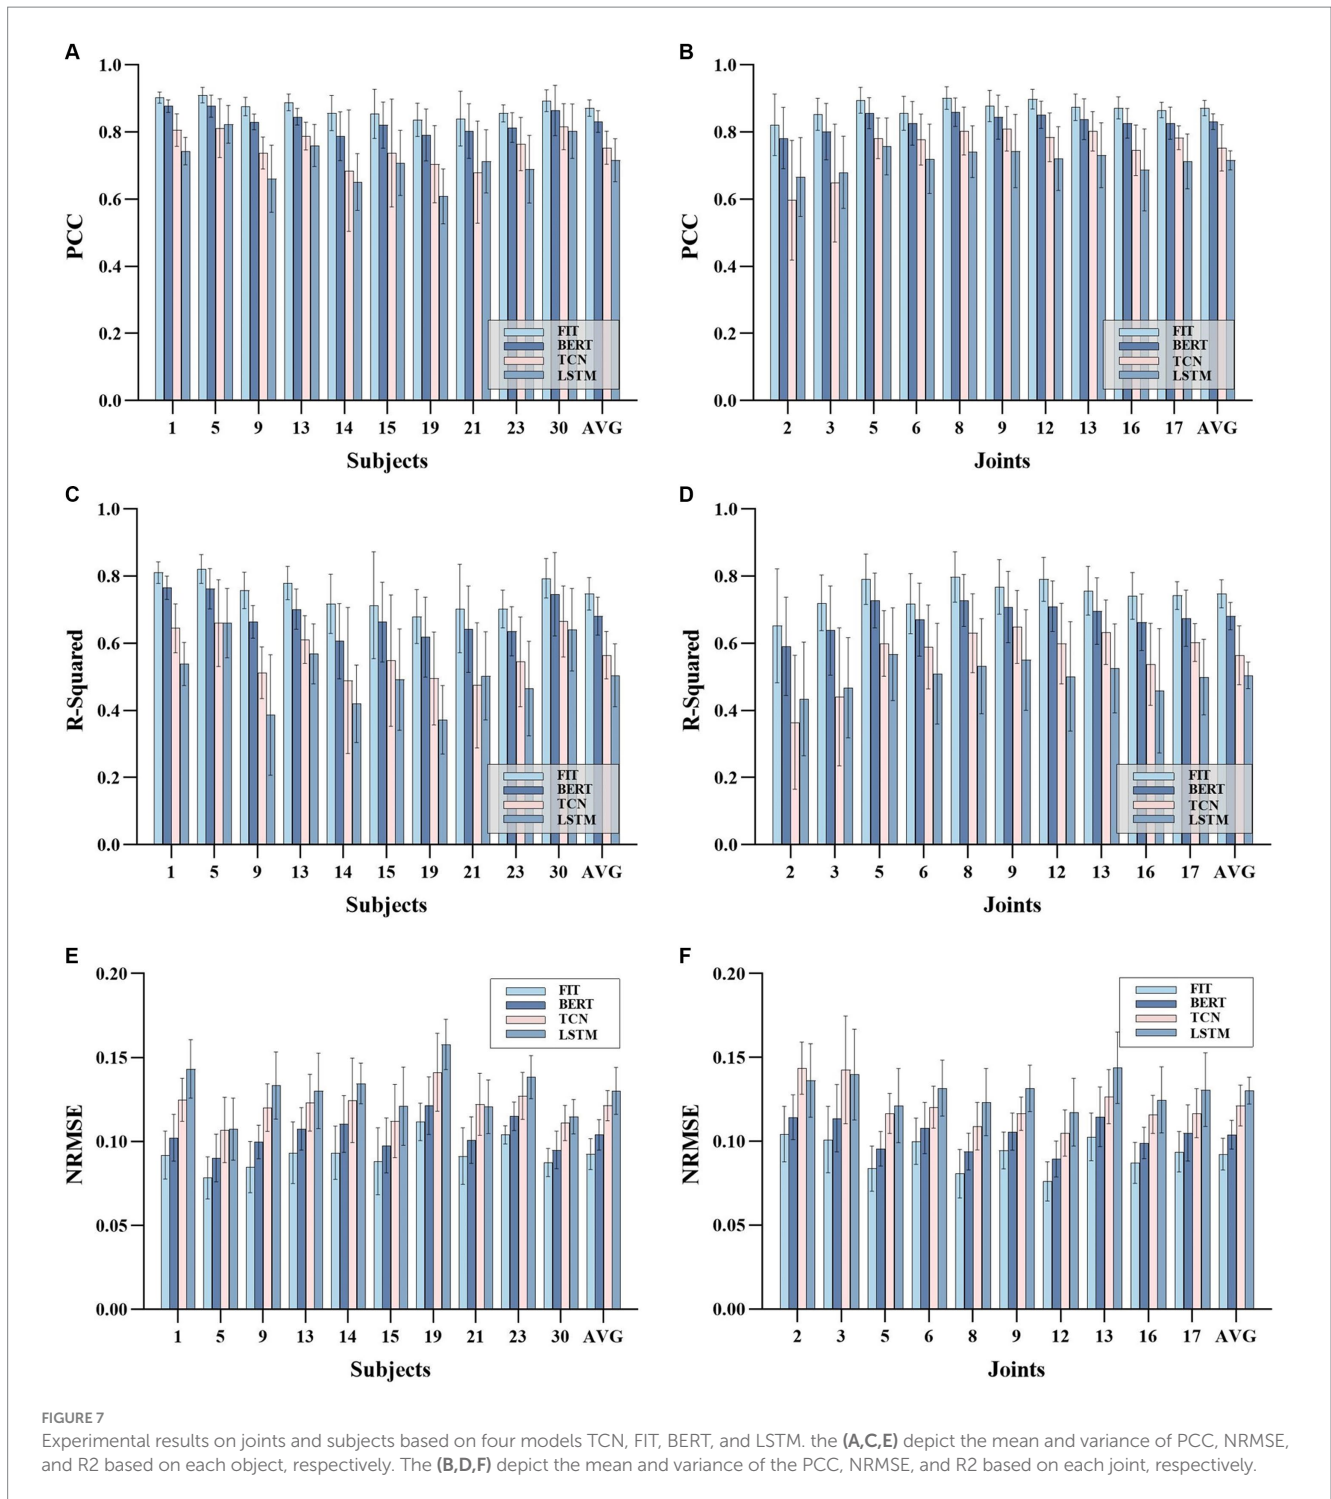 A
1.0
0.8
0.6
0.4
0.2
0.0
PCC
FIT
BERT
TCN
LSTM
1 5 9 13 14 15 19 21 23 30 AVG
Subjects
B
1.0
0.8
0.6
0.4
0.2
0.0
PCC
FIT
BERT
TCN
LSTM
2 3 5 6 8 9 12 13 16 17 AVG
Joints
C
1.0
0.8
0.6
0.4
0.2
0.0
R-Squared
FIT
BERT
TCN
LSTM
1 5 9 13 14 15 19 21 23 30 AVG
Subjects
D
1.0
0.8
0.6
0.4
0.2
0.0
R-Squared
FIT
BERT
TCN
LSTM
2 3 5 6 8 9 12 13 16 17 AVG
Joints
E
0.20
0.15
0.10
0.05
0.00
NRMSE
FIT
BERT
TCN
LSTM
1 5 9 13 14 15 19 21 23 30 AVG
Subjects
F
0.20
0.15
0.10
0.05
0.00
NRMSE
FIT
BERT
TCN
LSTM
2 3 5 6 8 9 12 13 16 17 AVG
Joints
FIGURE 7
Experimental results on joints and subjects based on four models TCN, FIT, BERT, and LSTM. the (A,C,E) depict the mean and variance of PCC, NRMSE,
and R2 based on each object, respectively. The (B,D,F) depict the mean and variance of the PCC, NRMSE, and R2 based on each joint, respectively.